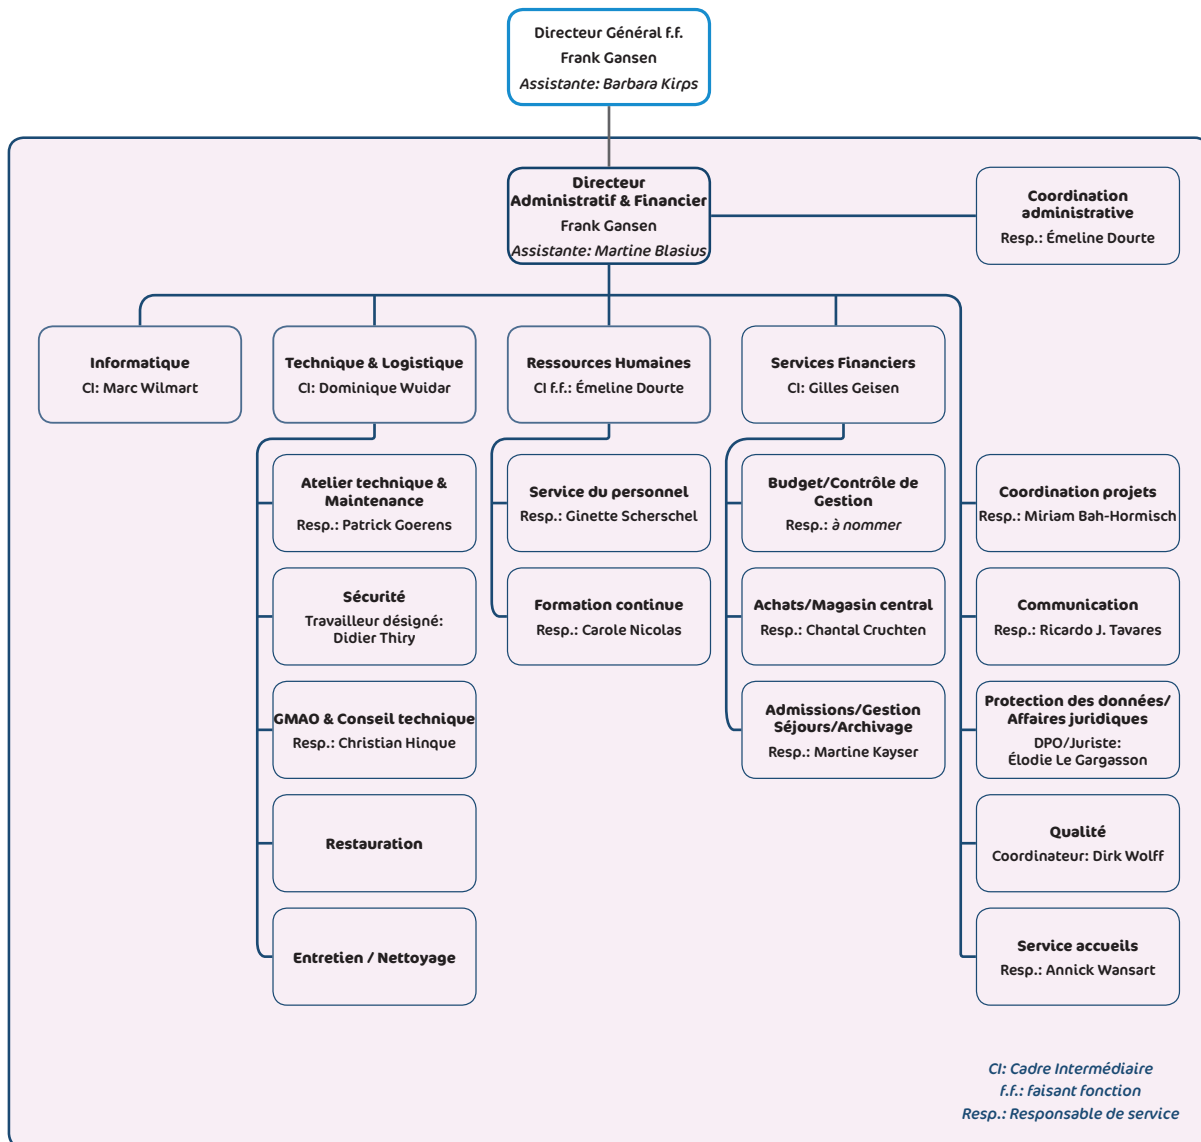 Directeur Général f.f.
Frank Gansen
Assistante: Barbara Kirps
Directeur
Administratif & Financier
Frank Gansen
Assistante: Martine Blasius
Coordination
administrative
Resp.: Émeline Dourte
Informatique
CI: Marc Wilmart
Technique & Logistique
CI: Dominique Wuidar
Ressources Humaines
CI f.f.: Émeline Dourte
Services Financiers
CI: Gilles Geisen
Atelier technique &
Maintenance
Resp.: Patrick Goerens
Service du personnel
Resp.: Ginette Scherschel
Budget/Contrôle de
Gestion
Resp.: à nommer
Coordination projets
Resp.: Miriam Bah-Hormisch
Sécurité
Travailleur désigné:
Didier Thiry
Formation continue
Resp.: Carole Nicolas
Achats/Magasin central
Resp.: Chantal Cruchten
Communication
Resp.: Ricardo J. Tavares
GMAO & Conseil technique
Resp.: Christian Hinque
Admissions/Gestion
Séjours/Archivage
Resp.: Martine Kayser
Protection des données/
Affaires juridiques
DPO/Juriste:
Élodie Le Gargasson
Restauration
Qualité
Coordinateur: Dirk Wolff
Entretien / Nettoyage
Service accueils
Resp.: Annick Wansart
CI: Cadre Intermédiaire
f.f.: faisant fonction
Resp.: Responsable de service